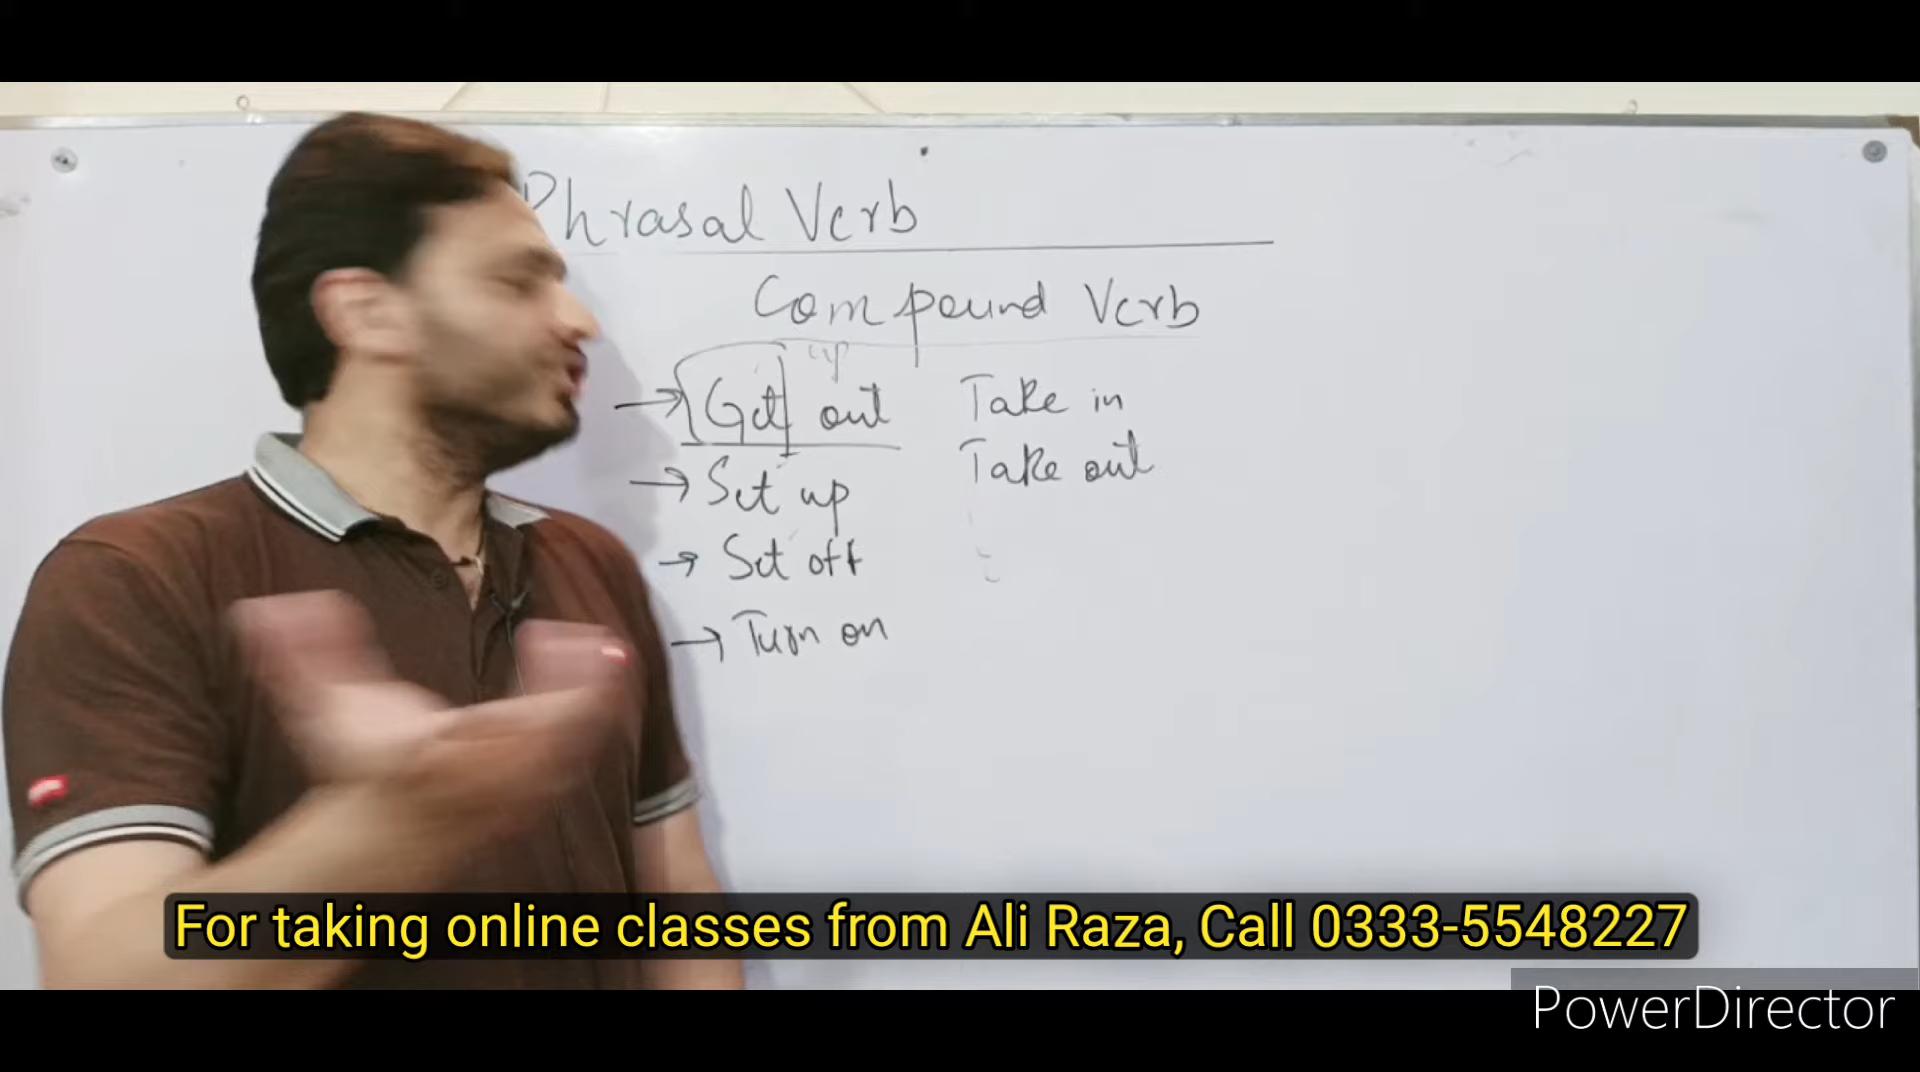 Phrasal Verb
Compound Verb
up
Get out
Set up
Set off
Turn on
Take in
Take out
For taking online classes from Ali Raza, Call 0333-5548227
PowerDirector